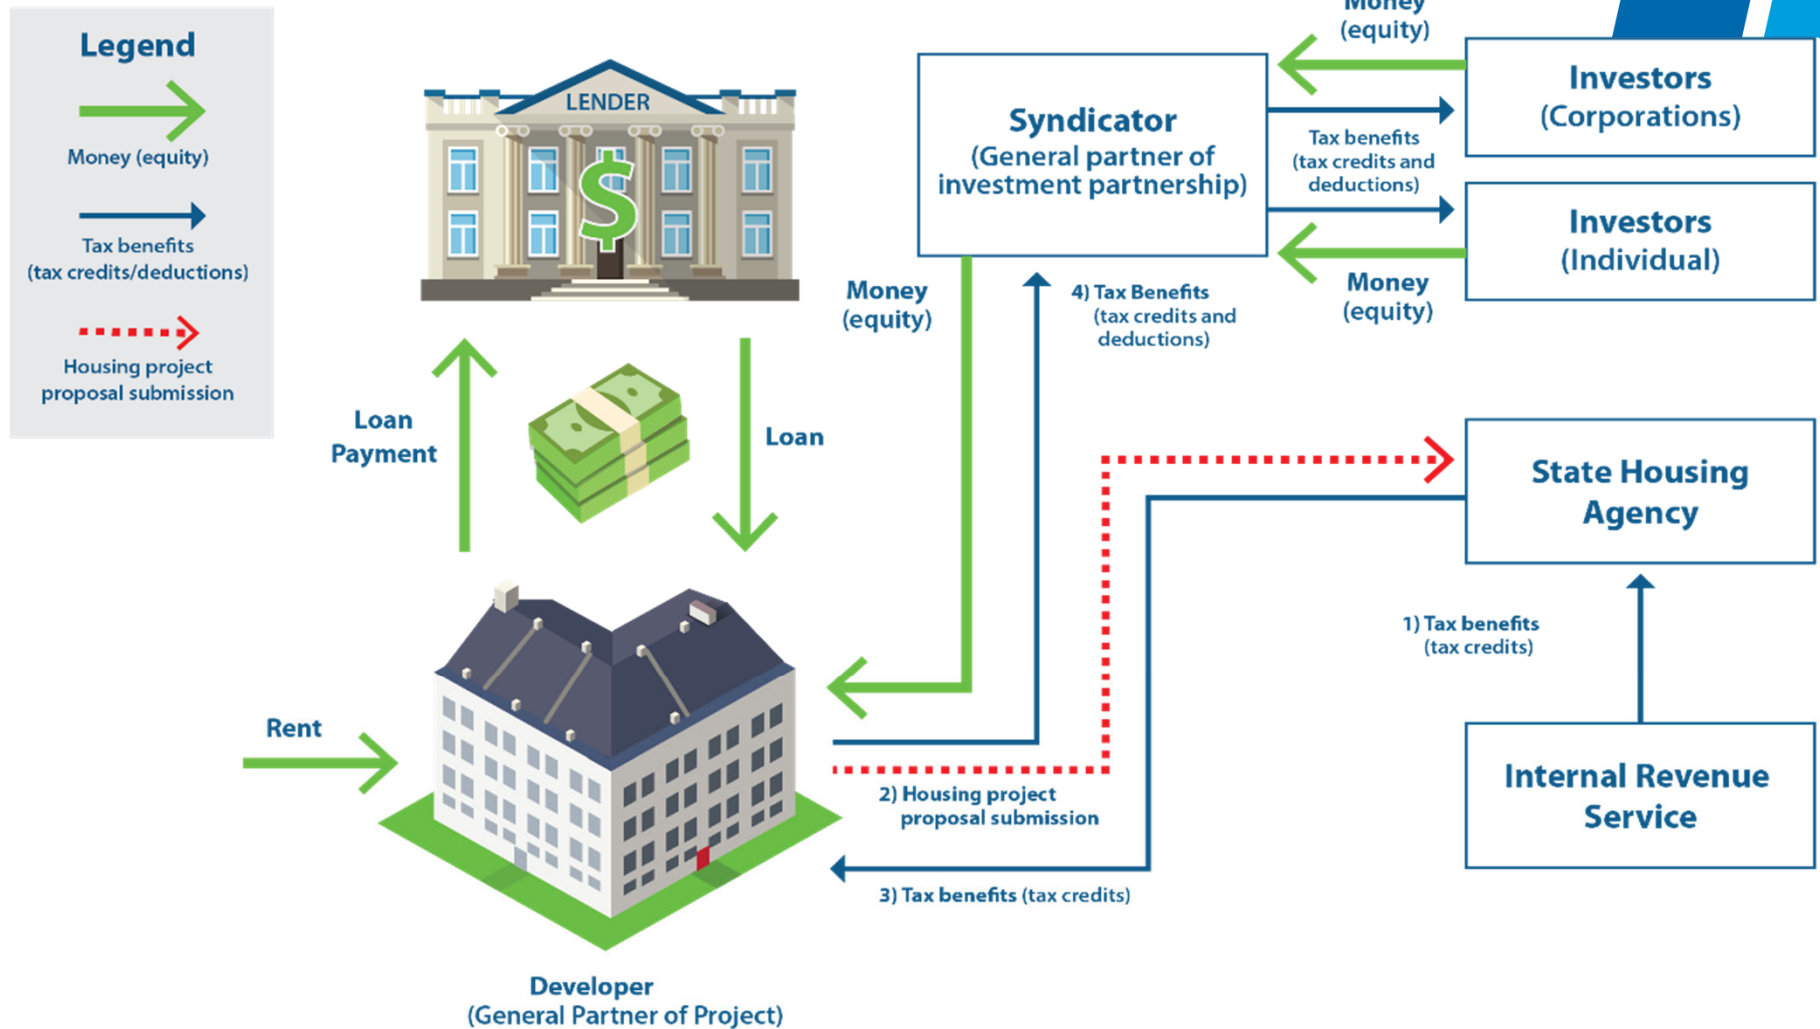 Legend
Money (equity)
Tax benefits
(tax credits/deductions)
Housing project
proposal submission
LENDER
$
Loan
Payment
Loan
Rent
Developer
(General Partner of Project)
Money
(equity)
Syndicator
(General partner of
investment partnership)
Money
(equity)
Tax benefits
(tax credits and
deductions)
Money
(equity)
Investors
(Corporations)
Investors
(Individual)
4) Tax Benefits
(tax credits and
deductions)
State Housing
Agency
1) Tax benefits
(tax credits)
Internal Revenue
Service
2) Housing project
proposal submission
3) Tax benefits (tax credits)